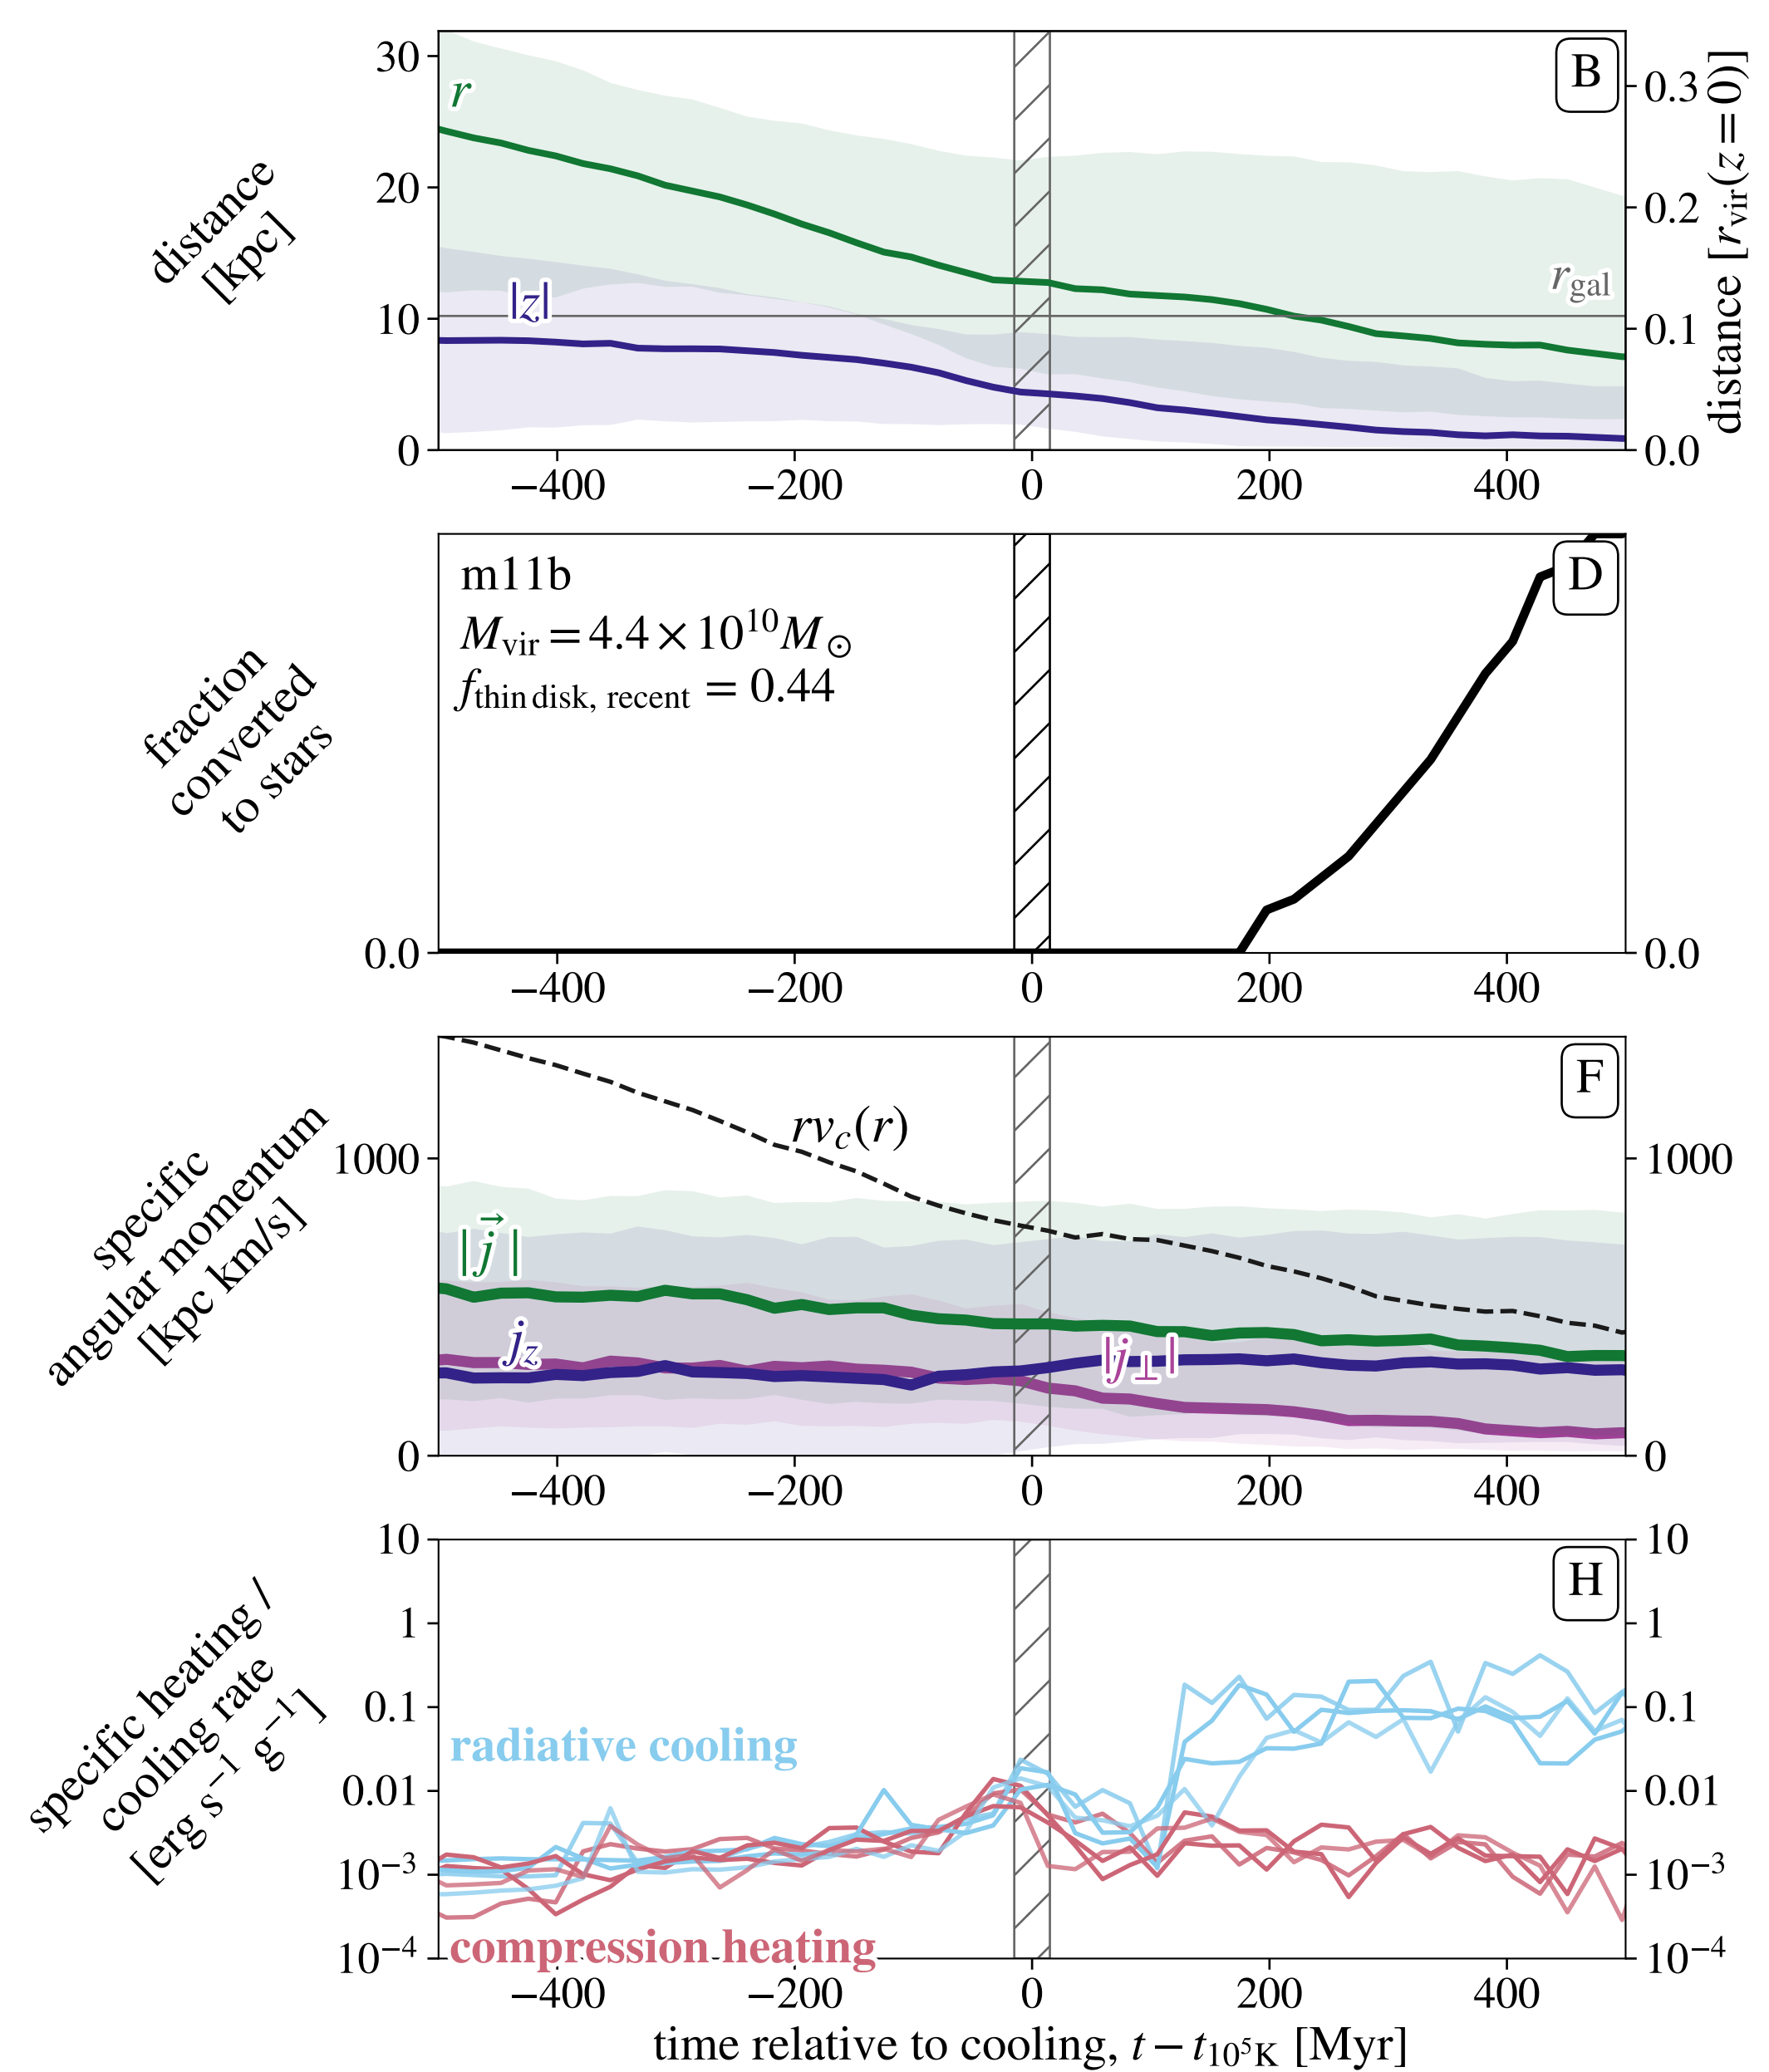 distance
[kpc]
30
20
10
0
r
|z|
r_gal
B
0.3
0.2
0.1
0.0
distance [r_vir(z = 0)]
−400 −200 0 200 400
fraction
converted
to stars
0.0
m11b
M_vir = 4.4 × 10^10 M_⊙
f_thin disk, recent = 0.44
D
0.0
−400 −200 0 200 400
specific
angular momentum
[kpc km/s]
1000
0
rv_c(r)
|j⃗|
j_z
|j_⊥|
F
1000
0
−400 −200 0 200 400
specific heating /
cooling rate
[erg s^−1 g^−1]
10
1
0.1
0.01
10^−3
10^−4
radiative cooling
compression heating
H
10
1
0.1
0.01
10^−3
10^−4
−400 −200 0 200 400
time relative to cooling, t − t_10^5K [Myr]